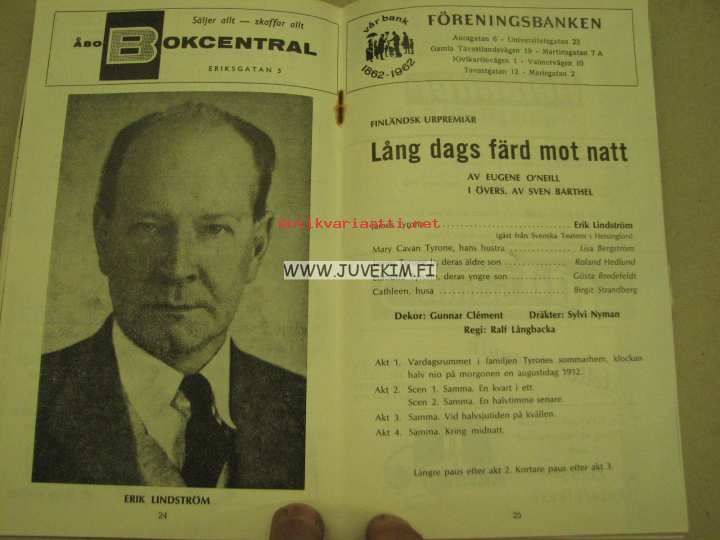 Säljer allt — skaffar allt
ÅBO BOKCENTRAL
ERIKSGATAN 5
ERIK LINDSTRÖM
24
vår bank
1862-1962
FÖRENINGSBANKEN
Auragatan 6 - Universitetsgatan 22
Gamla Tavastlandsvägen 19 - Martinsgatan 7 A
Kivikarliovägen 1 - Valmetvägen 10
Tavastgatan 12 - Mariegatan 2
FINLÄNDSK URPREMIÄR
Lång dags färd mot natt
AV EUGENE O'NEILL
I ÖVERS. AV SVEN BARTHEL
James Tyrone Erik Lindström
(gäst från Svenska Teatern i Helsingfors)
Mary Cavan Tyrone, hans hustru Lisa Bergström
deras äldre son Roland Hedlund
deras yngre son Gösta Bredefeldt
Cathleen, husa Birgit Strandberg
Dekor: Gunnar Clément Dräkter: Sylvi Nyman
Regi: Ralf Långbacka
Akt 1. Vardagsrummet i familjen Tyrones sommarhem, klockan
halv nio på morgonen en augustidag 1912.
Akt 2. Scen 1. Samma. En kvart i ett.
Scen 2. Samma. En halvtimme senare.
Akt 3. Samma. Vid halvsjutiden på kvällen.
Akt 4. Samma. Kring midnatt.
Längre paus efter akt 2. Kortare paus efter akt 3.
25
antikvariaatti.net
WWW.JUVEKIM.FI